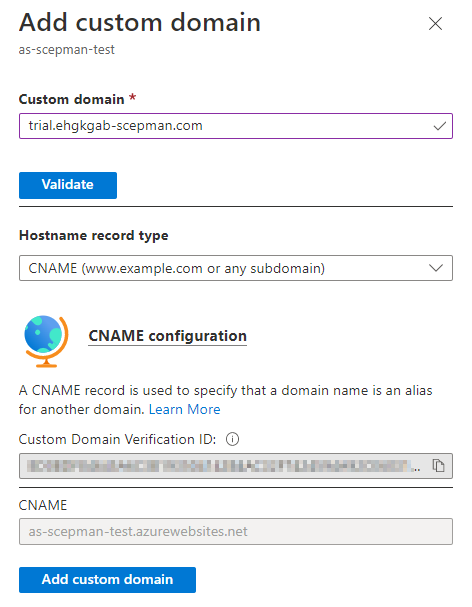 Add custom domain
as-scepman-test
Custom domain *
trial.ehgkgab-scepman.com
Validate
Hostname record type
CNAME (www.example.com or any subdomain)
CNAME configuration
A CNAME record is used to specify that a domain name is an alias
for another domain. Learn More
Custom Domain Verification ID:
...
CNAME
as-scepman-test.azurewebsites.net
Add custom domain